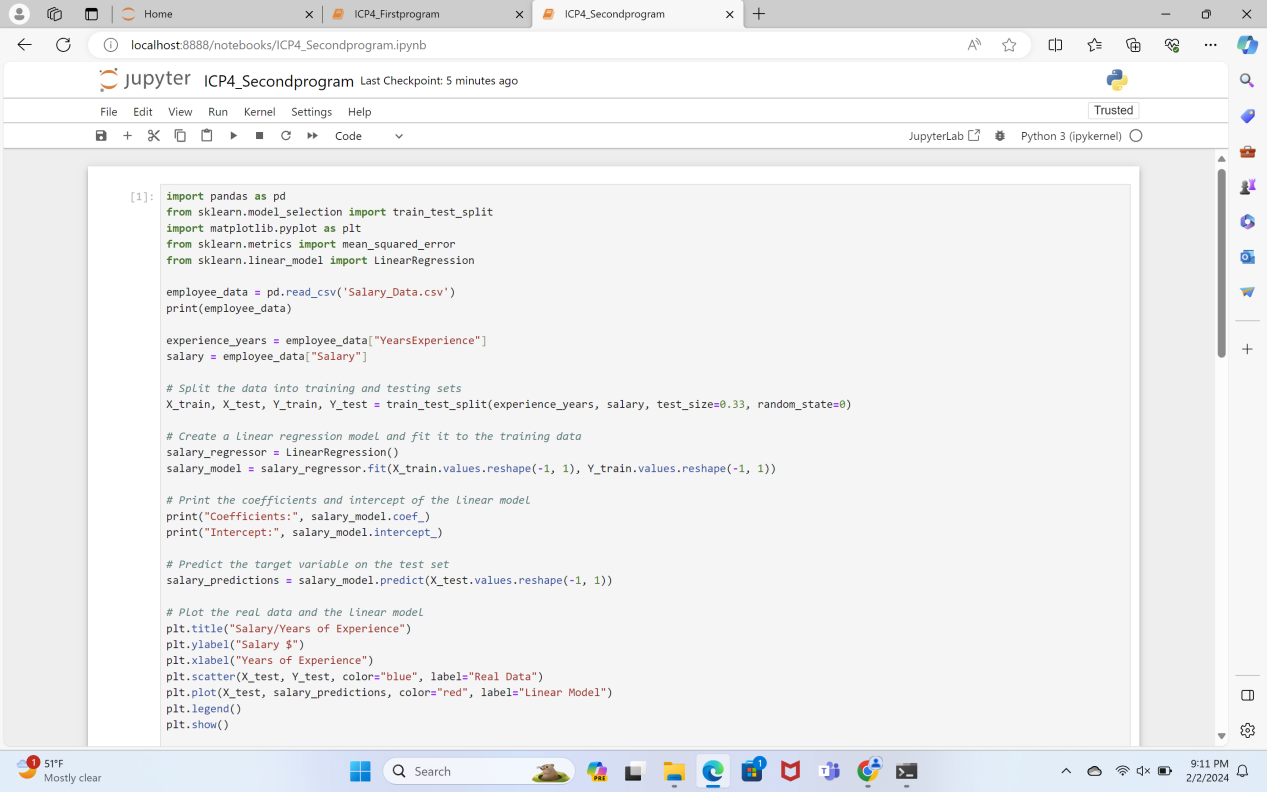 Home
ICP4_Firstprogram
ICP4_Secondprogram
localhost:8888/notebooks/ICP4_Secondprogram.ipynb
jupyter ICP4_Secondprogram Last Checkpoint: 5 minutes ago
File Edit View Run Kernel Settings Help
Trusted
Code
JupyterLab
Python 3 (ipykernel)
[1]:
import pandas as pd
from sklearn.model_selection import train_test_split
import matplotlib.pyplot as plt
from sklearn.metrics import mean_squared_error
from sklearn.linear_model import LinearRegression
employee_data = pd.read_csv('Salary_Data.csv')
print(employee_data)
experience_years = employee_data["YearsExperience"]
salary = employee_data["Salary"]
# Split the data into training and testing sets
X_train, X_test, Y_train, Y_test = train_test_split(experience_years, salary, test_size=0.33, random_state=0)
# Create a linear regression model and fit it to the training data
salary_regressor = LinearRegression()
salary_model = salary_regressor.fit(X_train.values.reshape(-1, 1), Y_train.values.reshape(-1, 1))
# Print the coefficients and intercept of the linear model
print("Coefficients:", salary_model.coef_)
print("Intercept:", salary_model.intercept_)
# Predict the target variable on the test set
salary_predictions = salary_model.predict(X_test.values.reshape(-1, 1))
# Plot the real data and the linear model
plt.title("Salary/Years of Experience")
plt.ylabel("Salary $")
plt.xlabel("Years of Experience")
plt.scatter(X_test, Y_test, color="blue", label="Real Data")
plt.plot(X_test, salary_predictions, color="red", label="Linear Model")
plt.legend()
plt.show()
1
51°F
Mostly clear
Search
PRE
1
9:11 PM
2/2/2024